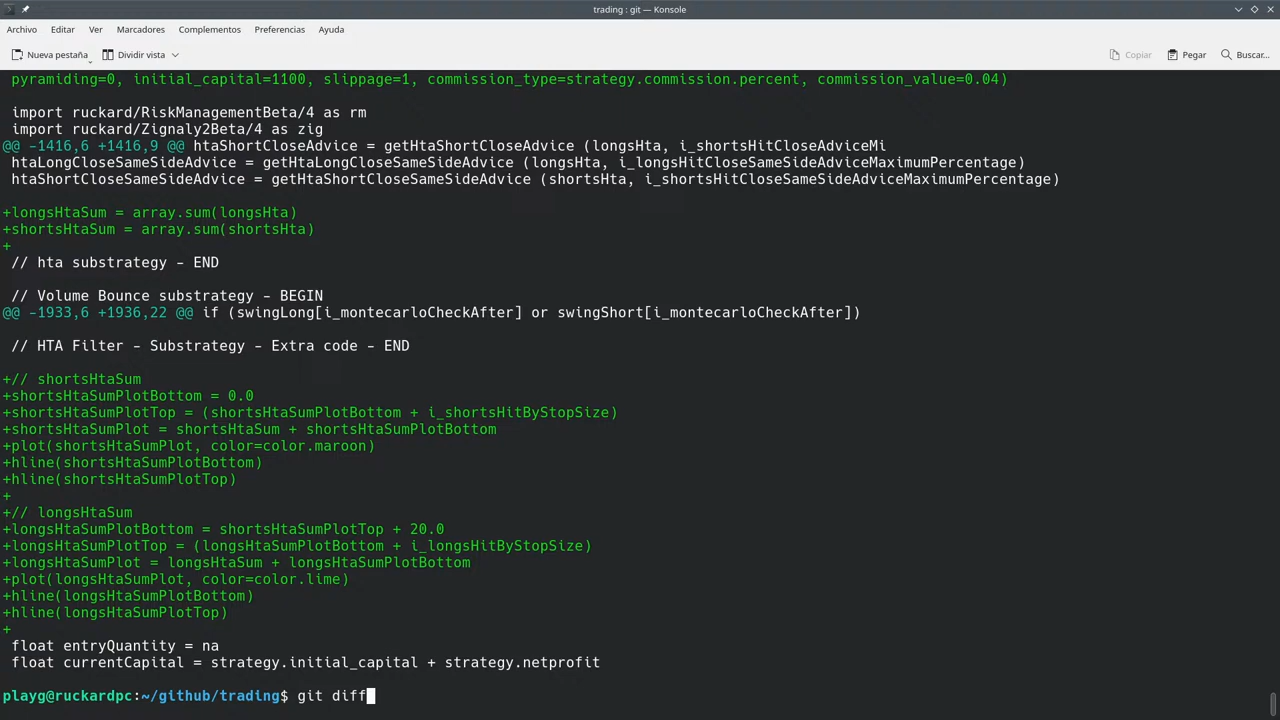 trading : git — Konsole
Archivo Editar Ver Marcadores Complementos Preferencias Ayuda
Nueva pestaña Dividir vista Copiar Pegar Buscar...
pyramiding=0, initial_capital=1100, slippage=1, commission_type=strategy.commission.percent, commission_value=0.04)
import ruckard/RiskManagementBeta/4 as rm
import ruckard/Zignaly2Beta/4 as zig
@@ -1416,6 +1416,9 @@ htaShortCloseAdvice = getHtaShortCloseAdvice (longsHta, i_shortsHitCloseAdviceMi
htaLongCloseSameSideAdvice = getHtaLongCloseSameSideAdvice (longsHta, i_longsHitCloseSameSideAdviceMaximumPercentage)
htaShortCloseSameSideAdvice = getHtaShortCloseSameSideAdvice (shortsHta, i_shortsHitCloseSameSideAdviceMaximumPercentage)
+longsHtaSum = array.sum(longsHta)
+shortsHtaSum = array.sum(shortsHta)
+
// hta substrategy - END
// Volume Bounce substrategy - BEGIN
@@ -1933,6 +1936,22 @@ if (swingLong[i_montecarloCheckAfter] or swingShort[i_montecarloCheckAfter])
// HTA Filter - Substrategy - Extra code - END
+// shortsHtaSum
+shortsHtaSumPlotBottom = 0.0
+shortsHtaSumPlotTop = (shortsHtaSumPlotBottom + i_shortsHitByStopSize)
+shortsHtaSumPlot = shortsHtaSum + shortsHtaSumPlotBottom
+plot(shortsHtaSumPlot, color=color.maroon)
+hline(shortsHtaSumPlotBottom)
+hline(shortsHtaSumPlotTop)
+
+// longsHtaSum
+longsHtaSumPlotBottom = shortsHtaSumPlotTop + 20.0
+longsHtaSumPlotTop = (longsHtaSumPlotBottom + i_longsHitByStopSize)
+longsHtaSumPlot = longsHtaSum + longsHtaSumPlotBottom
+plot(longsHtaSumPlot, color=color.lime)
+hline(longsHtaSumPlotBottom)
+hline(longsHtaSumPlotTop)
+
float entryQuantity = na
float currentCapital = strategy.initial_capital + strategy.netprofit
playg@ruckardpc:~/github/trading$ git diff